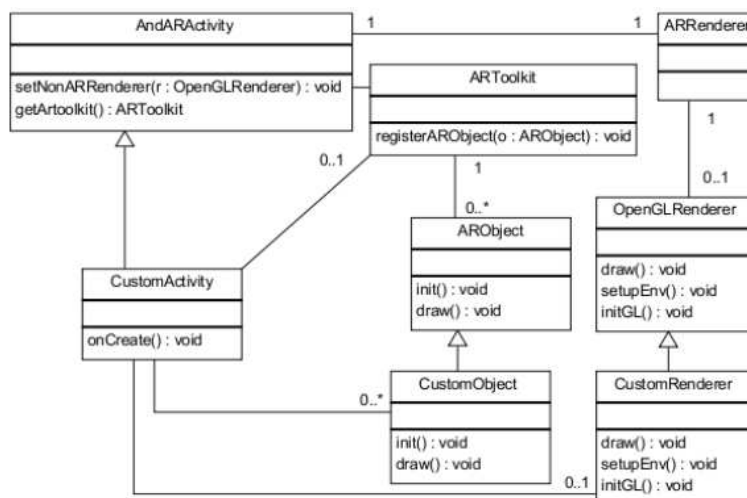 AndARActivity
setNonARRenderer(r : OpenGLRenderer) : void
getArtoolkit() : ARToolkit
1
1
ARRenderer
ARToolkit
registerARObject(o : ARObject) : void
0..1
1
0..*
1
0..1
OpenGLRenderer
draw() : void
setupEnv() : void
initGL() : void
ARObject
init() : void
draw() : void
CustomActivity
onCreate() : void
0..*
CustomObject
init() : void
draw() : void
CustomRenderer
draw() : void
setupEnv() : void
initGL() : void
0..1